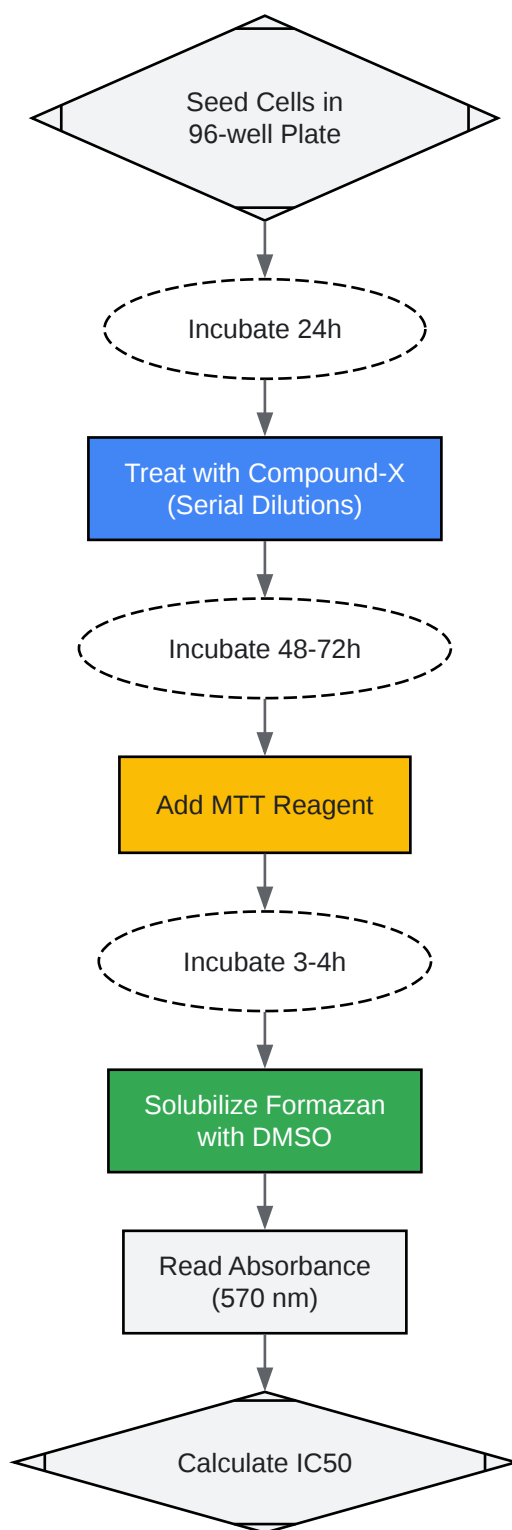 Seed Cells in
96-well Plate
Incubate 24h
Treat with Compound-X
(Serial Dilutions)
Incubate 48-72h
Add MTT Reagent
Incubate 3-4h
Solubilize Formazan
with DMSO
Read Absorbance
(570 nm)
Calculate IC50